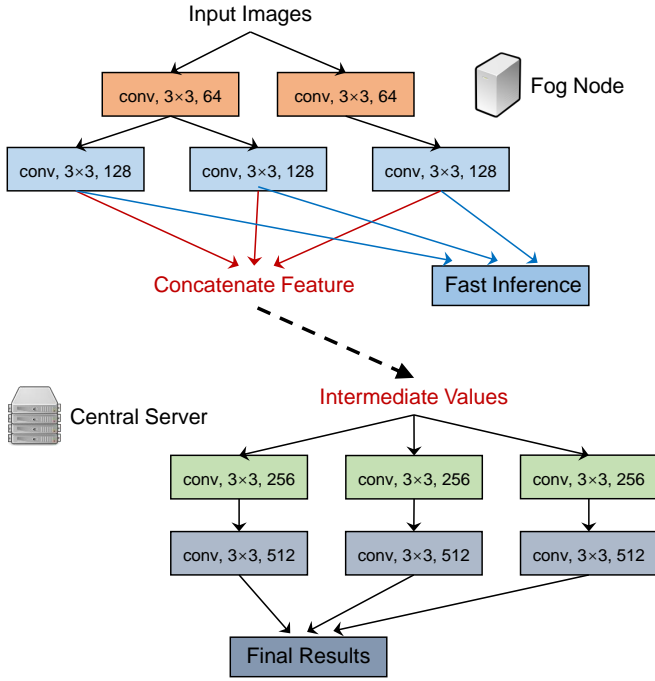 Input Images
conv, 3×3, 64
conv, 3×3, 64
Fog Node
conv, 3×3, 128
conv, 3×3, 128
conv, 3×3, 128
Concatenate Feature
Fast Inference
Intermediate Values
Central Server
conv, 3×3, 256
conv, 3×3, 256
conv, 3×3, 256
conv, 3×3, 512
conv, 3×3, 512
conv, 3×3, 512
Final Results